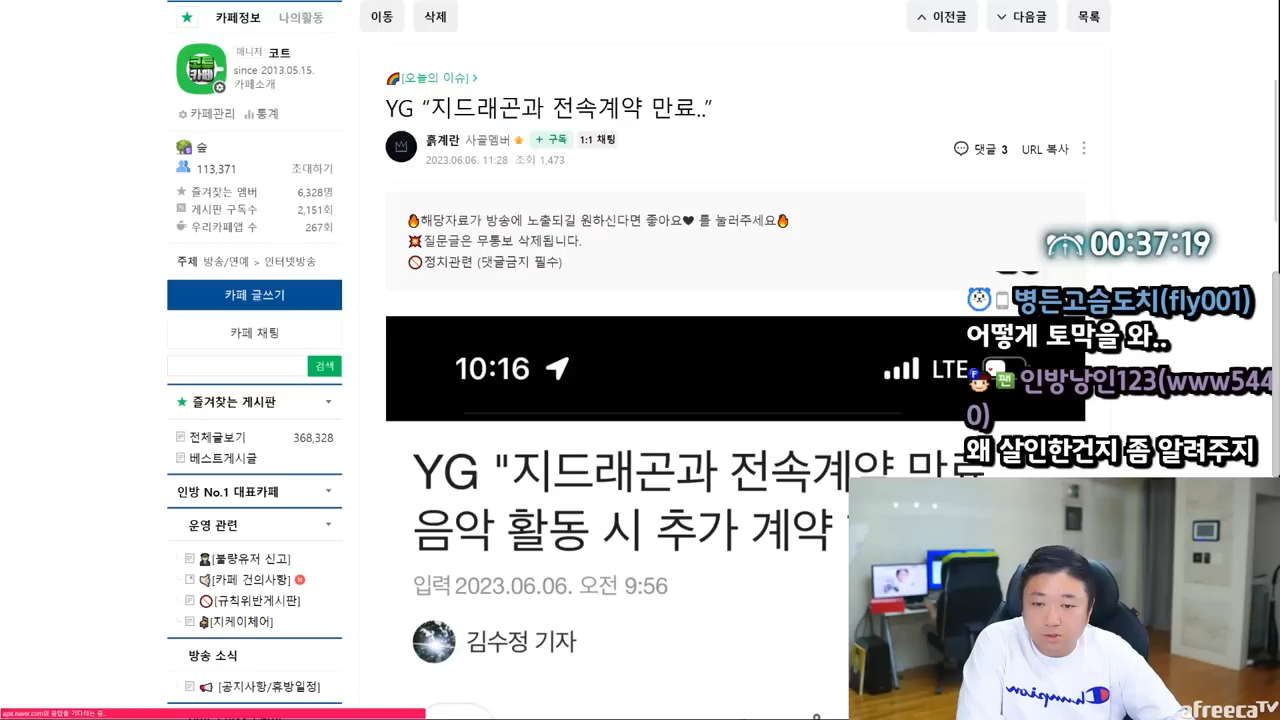 카페정보 나의활동
매니저 코트
since 2013.05.15.
카페소개
카페관리 통계
숲
113,371 초대하기
즐겨찾는 멤버 6,328명
게시판 구독수 2,151회
우리카페앱 수 267회
주제 방송/연예 > 인터넷방송
카페 글쓰기
카페 채팅
검색
즐겨찾는 게시판
전체글보기 368,328
베스트게시글
인방 No.1 대표카페
운영 관련
[불량유저 신고]
[카페 건의사항] N
[규칙위반게시판]
[지케이체어]
방송 소식
[공지사항/휴방일정]
이동 삭제 이전글 다음글 목록
[오늘의 이슈] >
YG “지드래곤과 전속계약 만료..”
흙계란 사골멤버 + 구독 1:1 채팅
2023.06.06. 11:28 조회 1,473
댓글 3 URL 복사
해당자료가 방송에 노출되길 원하신다면 좋아요 를 눌러주세요
질문글은 무통보 삭제됩니다.
정치관련 (댓글금지 필수)
10:16 LTE
YG "지드래곤과 전속계약 만료
음악 활동 시 추가 계약
입력 2023.06.06. 오전 9:56
김수정 기자
00:37:19
병든고슴도치(fly001)
어떻게 토막을 와..
팬 인방낭인123(www544
0)
왜 살인한건지 좀 알려주지
Champion
afreecaTV